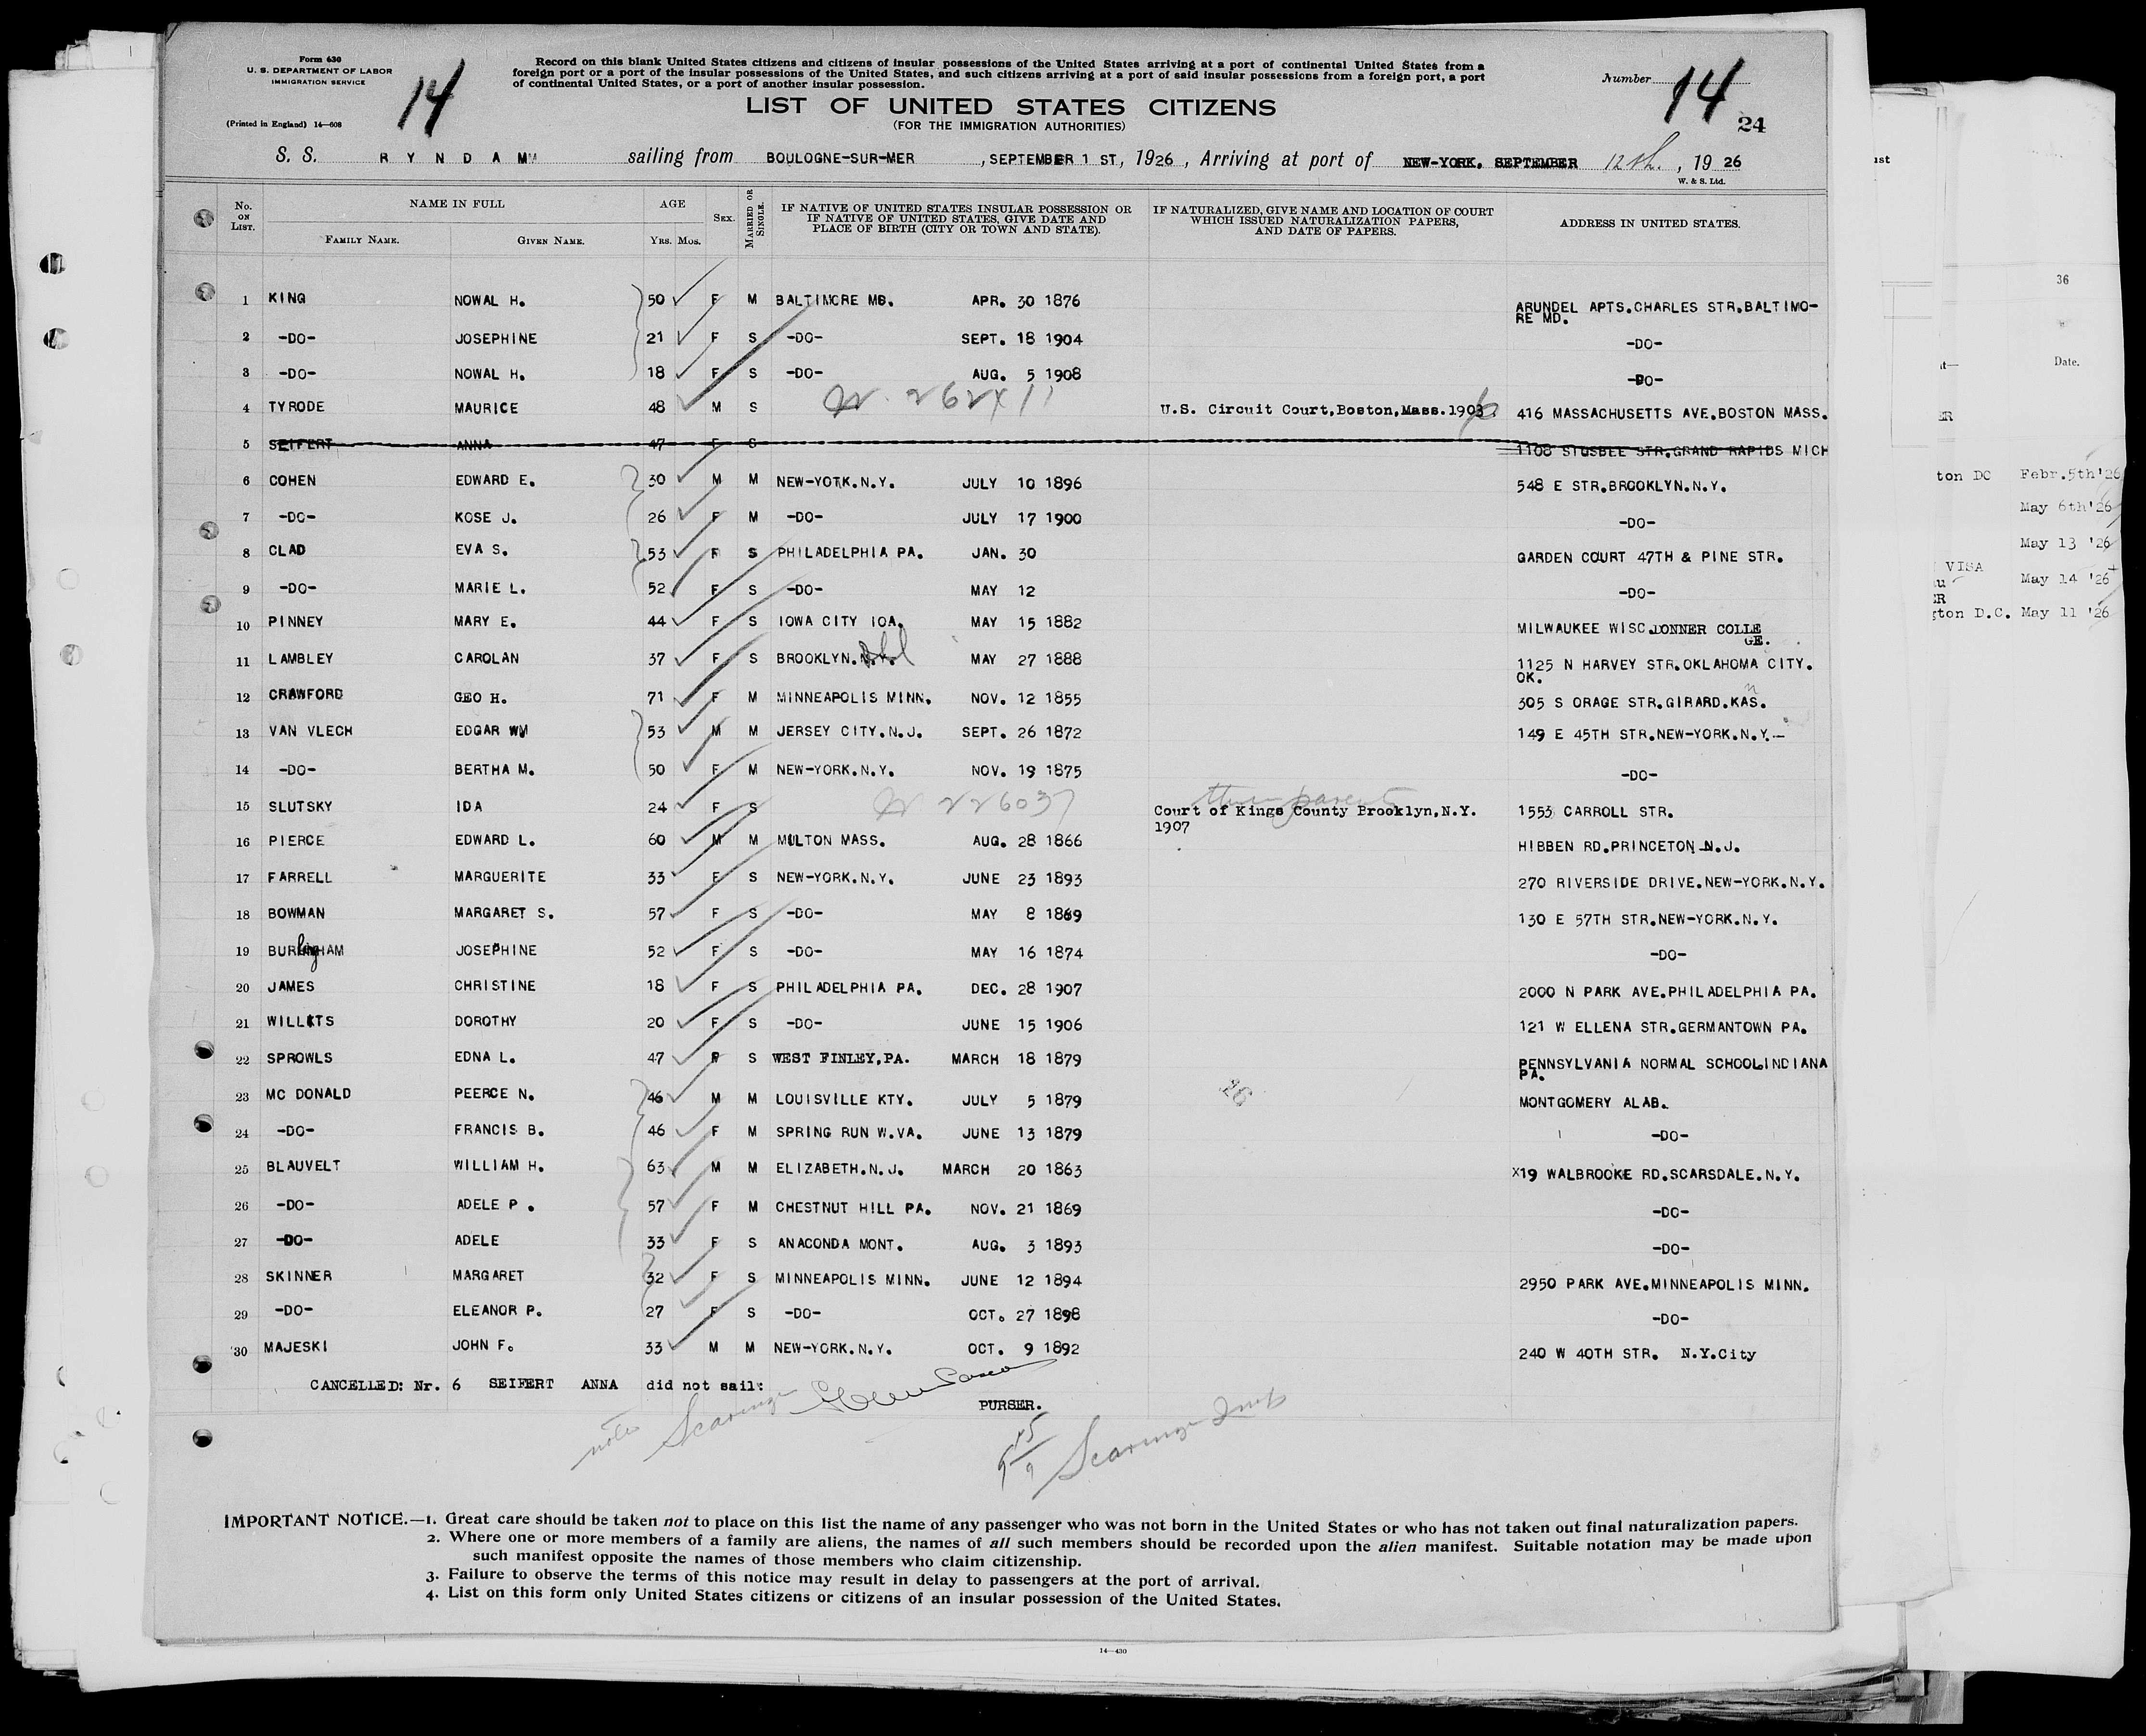 Form 630
U. S. DEPARTMENT OF LABOR
IMMIGRATION SERVICE
(Printed in England) 14—608
14
Record on this blank United States citizens and citizens of insular possessions of the United States arriving at a port of continental United States from a
foreign port or a port of the insular possessions of the United States, and such citizens arriving at a port of said insular possessions from a foreign port, a port
of continental United States, or a port of another insular possession.
LIST OF UNITED STATES CITIZENS
(FOR THE IMMIGRATION AUTHORITIES)
Number 14
24
S. S. RYNDAM sailing from BOULOGNE-SUR-MER , SEPTEMBER 1 ST, 1926 , Arriving at port of NEW-YORK. SEPTEMBER 12th. , 19 26
W. & S. Ltd.
No. ON LIST. NAME IN FULL AGE SEX. MARRIED OR SINGLE. IF NATIVE OF UNITED STATES INSULAR POSSESSION OR IF NATIVE OF UNITED STATES, GIVE DATE AND PLACE OF BIRTH (CITY OR TOWN AND STATE). IF NATURALIZED, GIVE NAME AND LOCATION OF COURT WHICH ISSUED NATURALIZATION PAPERS, AND DATE OF PAPERS. ADDRESS IN UNITED STATES.
FAMILY NAME. GIVEN NAME. YRS. MOS.
1 KING NOWAL H. 50 F M BALTIMORE MD. APR. 30 1876 ARUNDEL APTS.CHARLES STR.BALTIMO-
RE MD.
2 -DO- JOSEPHINE 21 F S -DO- SEPT. 18 1904 -DO-
3 -DO- NOWAL H. 18 F S -DO- AUG. 5 1908 -DO-
4 TYRODE MAURICE 48 M S U.S. Circuit Court,Boston,Mass.1903. 416 MASSACHUSETTS AVE.BOSTON MASS.
5 SEIFERT ANNA 47 F S 1108 SIGSBEE STR.GRAND RAPIDS MICH
6 COHEN EDWARD E. 30 M M NEW-YOTK.N.Y. JULY 10 1896 548 E STR.BROOKLYN.N.Y.
7 -DO- KOSE J. 26 F M -DO- JULY 17 1900 -DO-
8 CLAD EVA S. 53 F S PHILADELPHIA PA. JAN. 30 GARDEN COURT 47TH & PINE STR.
9 -DO- MARIE L. 52 F S -DO- MAY 12 -DO-
10 PINNEY MARY E. 44 F S IOWA CITY IOA. MAY 15 1882 MILWAUKEE WISC.DONNER COLLE
GE.
11 LAMBLEY CAROLAN 37 F S BROOKLYN.N.Y. MAY 27 1888 1125 N HARVEY STR.OKLAHOMA CITY.
OK.
12 CRAWFORD GEO H. 71 F M MINNEAPOLIS MINN. NOV. 12 1855 305 S ORAGE STR.GIRARD.KAS.
13 VAN VLECH EDGAR WM 53 M M JERSEY CITY.N.J. SEPT. 26 1872 149 E 45TH STR.NEW-YORK.N.Y.—
14 -DO- BERTHA M. 50 F M NEW-YORK.N.Y. NOV. 19 1875 -DO-
15 SLUTSKY IDA 24 F S 226037 thru parents Court of Kings County Brooklyn,N.Y. 1553 CARROLL STR.
1907
16 PIERCE EDWARD L. 60 M M MILTON MASS. AUG. 28 1866 HIBBEN RD.PRINCETON N.J.
17 FARRELL MARGUERITE 33 F S NEW-YORK.N.Y. JUNE 23 1893 270 RIVERSIDE DRIVE.NEW-YORK.N.Y.
18 BOWMAN MARGARET S. 57 F S -DO- MAY 8 1869 130 E 57TH STR.NEW-YORK.N.Y.
19 BURlingHAM JOSEPHINE 52 F S -DO- MAY 16 1874 -DO-
20 JAMES CHRISTINE 18 F S PHILADELPHIA PA. DEC. 28 1907 2000 N PARK AVE.PHILADELPHIA PA.
21 WILLITS DOROTHY 20 F S -DO- JUNE 15 1906 121 W ELLENA STR.GERMANTOWN PA.
22 SPROWLS EDNA L. 47 F S WEST FINLEY,PA. MARCH 18 1879 PENNSYLVANIA NORMAL SCHOOL.INDIANA
PA.
23 MC DONALD PEERCE N. 46 M M LOUISVILLE KTY. JULY 5 1879 MONTGOMERY ALAB.
24 -DO- FRANCIS B. 46 F M SPRING RUN W.VA. JUNE 13 1879 -DO-
25 BLAUVELT WILLIAM H. 63 M M ELIZABETH.N.J. MARCH 20 1863 X19 WALBROOKE RD.SCARSDALE.N.Y.
26 -DO- ADELE P . 57 F M CHESTNUT HILL PA. NOV. 21 1869 -DO-
27 -DO- ADELE 33 F S ANACONDA MONT. AUG. 3 1893 -DO-
28 SKINNER MARGARET 32 F S MINNEAPOLIS MINN. JUNE 12 1894 2950 PARK AVE.MINNEAPOLIS MINN.
29 -DO- ELEANOR P. 27 F S -DO- OCT. 27 1898 -DO-
30 MAJESKI JOHN F. 33 M M NEW-YORK.N.Y. OCT. 9 1892 240 W 40TH STR. N.Y.City
CANCELLED: Nr. 6 SEIFERT ANNA did not sail:
PURSER.
IMPORTANT NOTICE.—1. Great care should be taken not to place on this list the name of any passenger who was not born in the United States or who has not taken out final naturalization papers.
2. Where one or more members of a family are aliens, the names of all such members should be recorded upon the alien manifest. Suitable notation may be made upon
such manifest opposite the names of those members who claim citizenship.
3. Failure to observe the terms of this notice may result in delay to passengers at the port of arrival.
4. List on this form only United States citizens or citizens of an insular possession of the United States.
14—430
36
Date.
ton DC Febr.5th'26
May 6th'26
May 13 '26
VISA
May 14 '26
gton D.C. May 11 '26